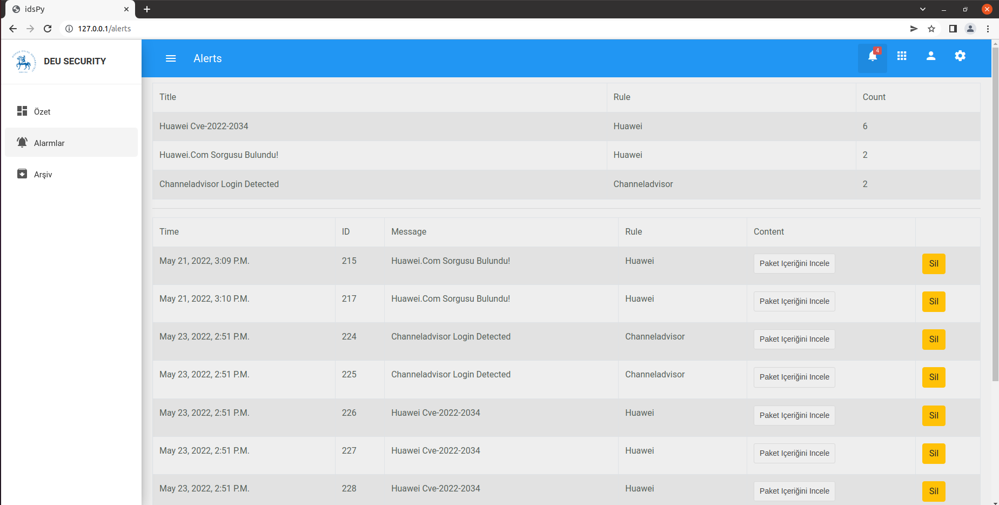 idsPy
127.0.0.1/alerts
DEU SECURITY
Alerts
4
Özet
Alarmlar
Arşiv
Title Rule Count
Huawei Cve-2022-2034 Huawei 6
Huawei.Com Sorgusu Bulundu! Huawei 2
Channeladvisor Login Detected Channeladvisor 2
Time ID Message Rule Content
May 21, 2022, 3:09 P.M. 215 Huawei.Com Sorgusu Bulundu! Huawei Paket Içeriğini Incele Sil
May 21, 2022, 3:10 P.M. 217 Huawei.Com Sorgusu Bulundu! Huawei Paket Içeriğini Incele Sil
May 23, 2022, 2:51 P.M. 224 Channeladvisor Login Detected Channeladvisor Paket Içeriğini Incele Sil
May 23, 2022, 2:51 P.M. 225 Channeladvisor Login Detected Channeladvisor Paket Içeriğini Incele Sil
May 23, 2022, 2:51 P.M. 226 Huawei Cve-2022-2034 Huawei Paket Içeriğini Incele Sil
May 23, 2022, 2:51 P.M. 227 Huawei Cve-2022-2034 Huawei Paket Içeriğini Incele Sil
May 23, 2022, 2:51 P.M. 228 Huawei Cve-2022-2034 Huawei Paket Içeriğini Incele Sil